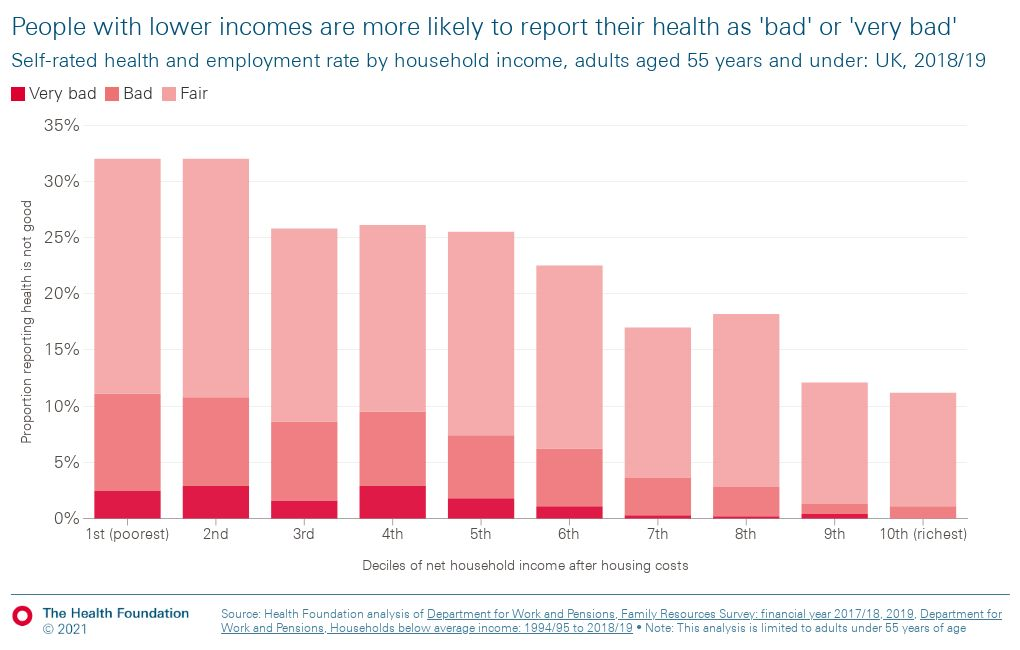 People with lower incomes are more likely to report their health as 'bad' or 'very bad'
Self-rated health and employment rate by household income, adults aged 55 years and under: UK, 2018/19
Very bad Bad Fair
35%
30%
25%
20%
15%
10%
5%
0%
Proportion reporting health is not good
1st (poorest) 2nd 3rd 4th 5th 6th 7th 8th 9th 10th (richest)
Deciles of net household income after housing costs
The Health Foundation
© 2021
Source: Health Foundation analysis of Department for Work and Pensions, Family Resources Survey: financial year 2017/18, 2019, Department for
Work and Pensions, Households below average income: 1994/95 to 2018/19 • Note: This analysis is limited to adults under 55 years of age